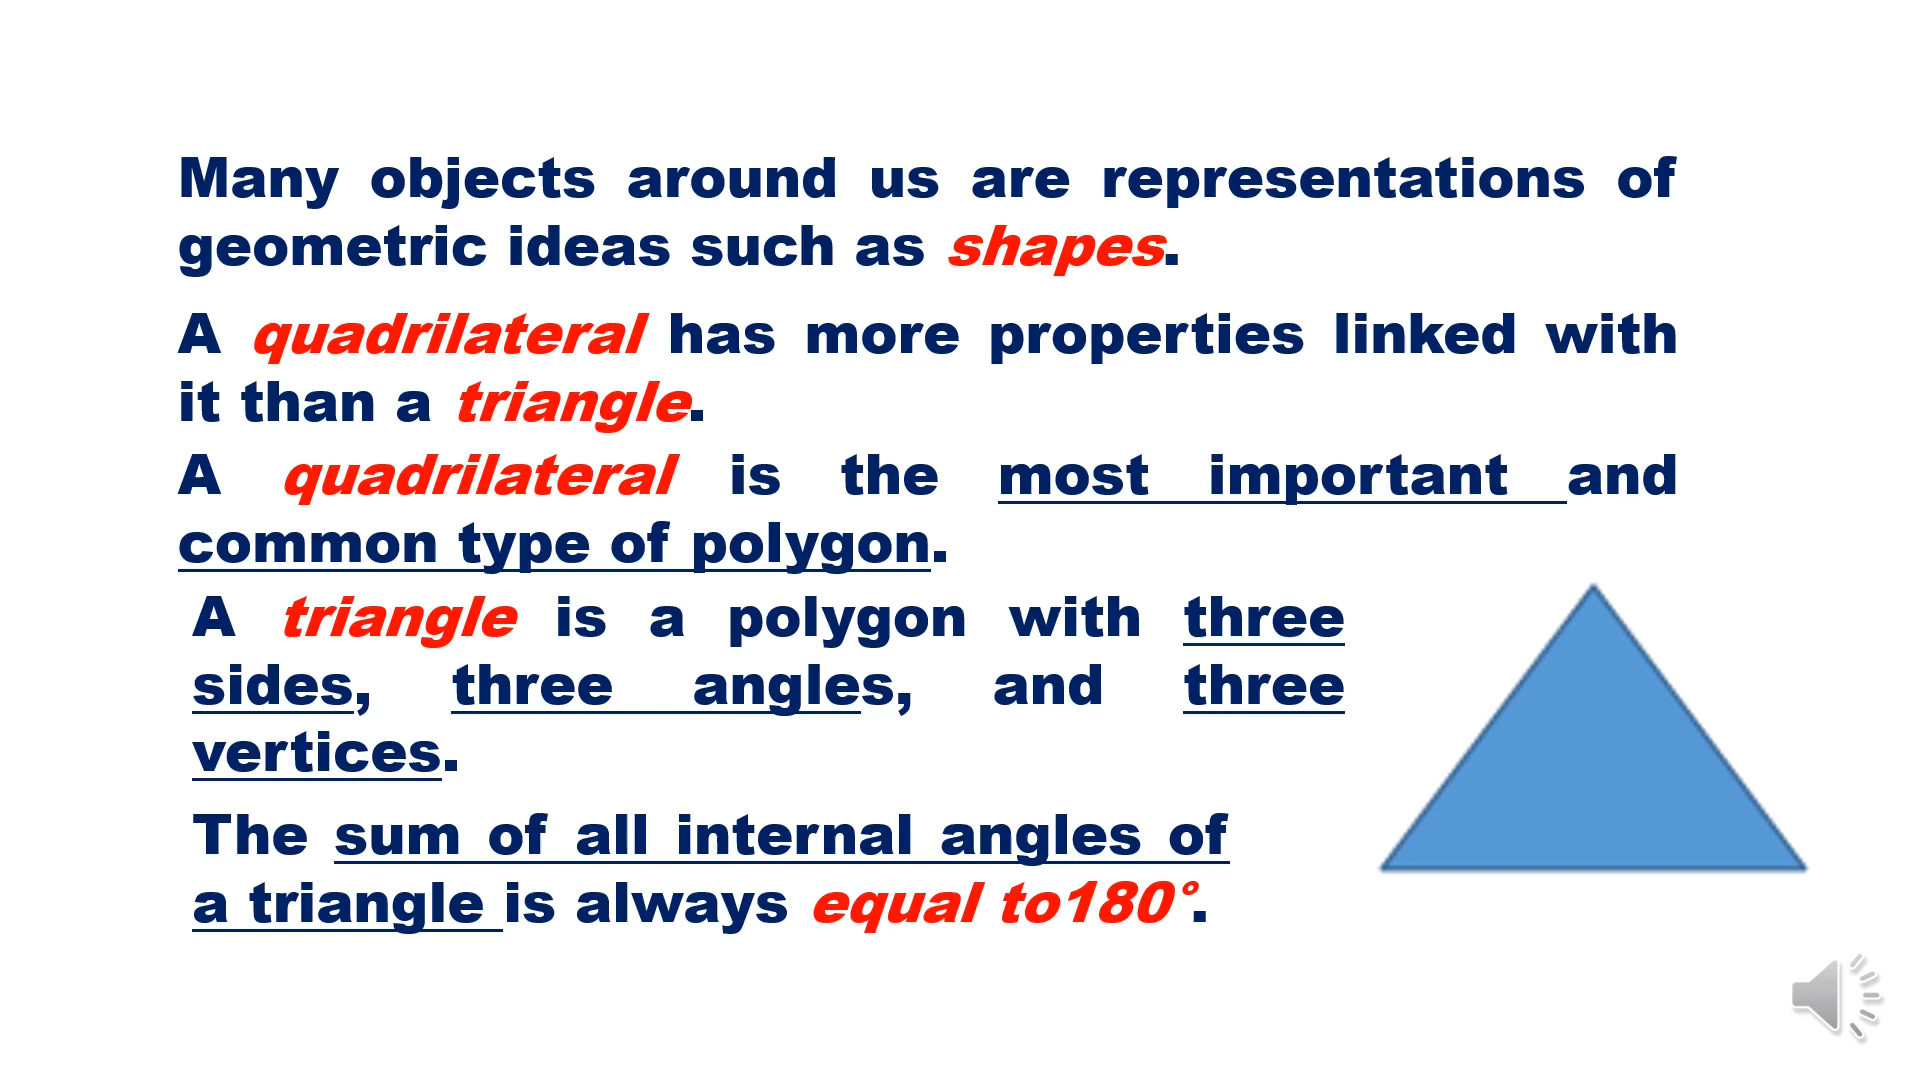 Many objects around us are representations of
geometric ideas such as shapes.
A quadrilateral has more properties linked with
it than a triangle.
A quadrilateral is the most important and
common type of polygon.
A triangle is a polygon with three
sides, three angles, and three
vertices.
The sum of all internal angles of
a triangle is always equal to180°.